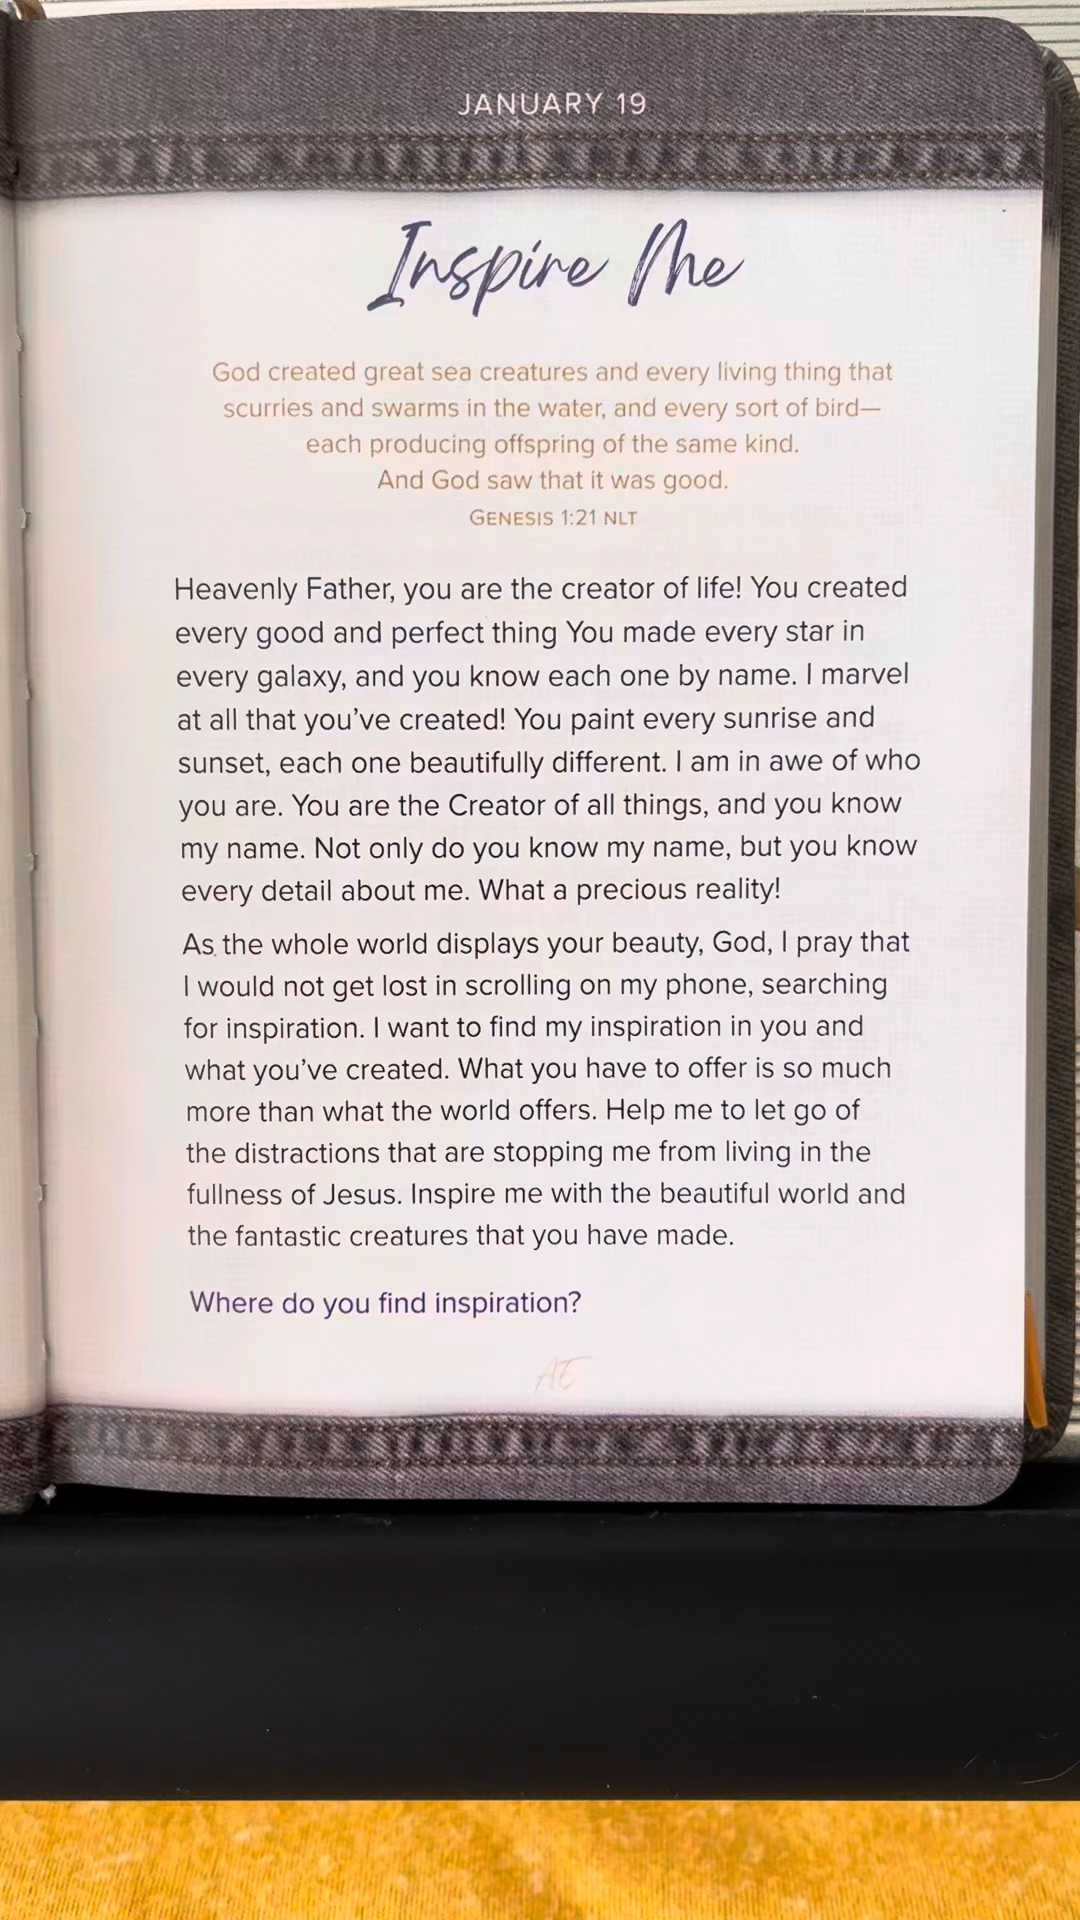 JANUARY 19
Inspire Me
God created great sea creatures and every living thing that
scurries and swarms in the water, and every sort of bird—
each producing offspring of the same kind.
And God saw that it was good.
GENESIS 1:21 NLT
Heavenly Father, you are the creator of life! You created
every good and perfect thing You made every star in
every galaxy, and you know each one by name. I marvel
at all that you've created! You paint every sunrise and
sunset, each one beautifully different. I am in awe of who
you are. You are the Creator of all things, and you know
my name. Not only do you know my name, but you know
every detail about me. What a precious reality!
As the whole world displays your beauty, God, I pray that
I would not get lost in scrolling on my phone, searching
for inspiration. I want to find my inspiration in you and
what you've created. What you have to offer is so much
more than what the world offers. Help me to let go of
the distractions that are stopping me from living in the
fullness of Jesus. Inspire me with the beautiful world and
the fantastic creatures that you have made.
Where do you find inspiration?
AE